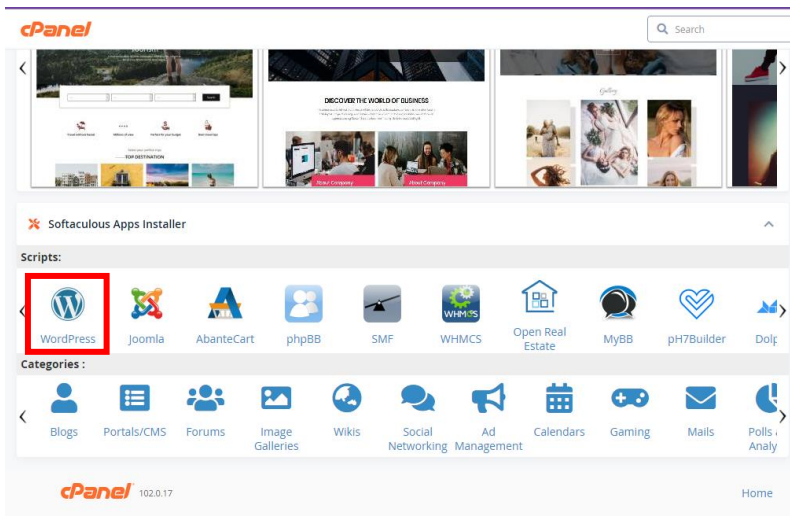 cPanel
Search
Tourism
Search
DISCOVER THE WORLD OF BUSINESS
Gallery
TOP DESTINATION
About Company
About Company
Softaculous Apps Installer
Scripts:
WordPress
Joomla
AbanteCart
phpBB
SMF
WHMCS
WHMCS
Open Real
Estate
MyBB
pH7Builder
Dolp
Categories :
Blogs
Portals/CMS
Forums
Image
Galleries
Wikis
Social
Networking
Ad
Management
Calendars
Gaming
Mails
Polls
Analy
cPanel
102.0.17
Home